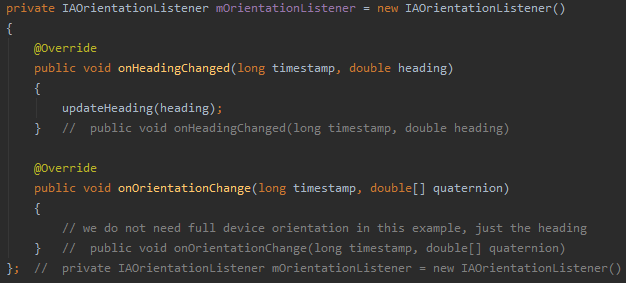 private IAOrientationListener mOrientationListener = new IAOrientationListener()
{
    @Override
    public void onHeadingChanged(long timestamp, double heading)
    {
        updateHeading(heading);
    }   //  public void onHeadingChanged(long timestamp, double heading)

    @Override
    public void onOrientationChange(long timestamp, double[] quaternion)
    {
        // we do not need full device orientation in this example, just the heading
    }   //  public void onOrientationChange(long timestamp, double[] quaternion)
};  //  private IAOrientationListener mOrientationListener = new IAOrientationListener()